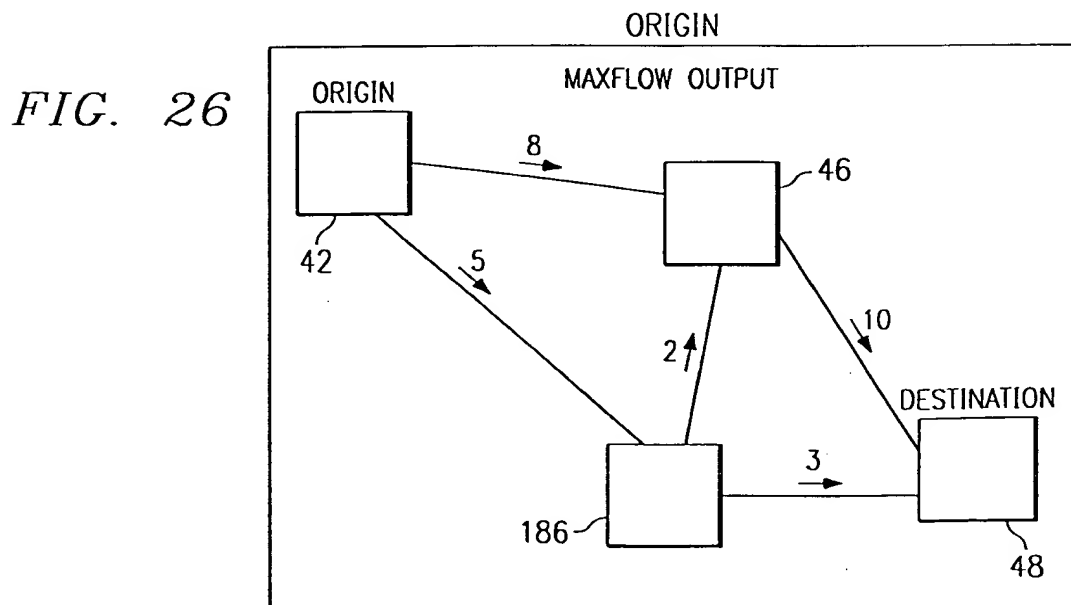 ORIGIN
FIG. 26
MAXFLOW OUTPUT
ORIGIN
8
46
42
5
10
2
DESTINATION
3
186
48